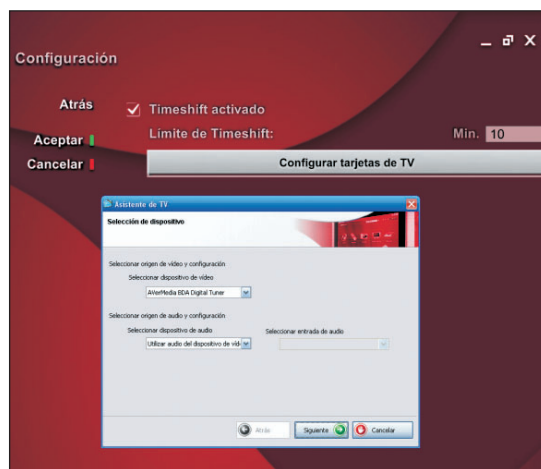 Configuración
Atrás
Timeshift activado
Aceptar
Límite de Timeshift:
Min. 10
Cancelar
Configurar tarjetas de TV
Asistente de TV
Selección de dispositivo
Seleccionar origen de vídeo y configuración
Seleccionar dispositivo de vídeo
AVerMedia BDA Digital Tuner
Seleccionar origen de audio y configuración
Seleccionar dispositivo de audio
Seleccionar entrada de audio
Utilizar audio del dispositivo de víd
Atrás
Siguiente
Cancelar